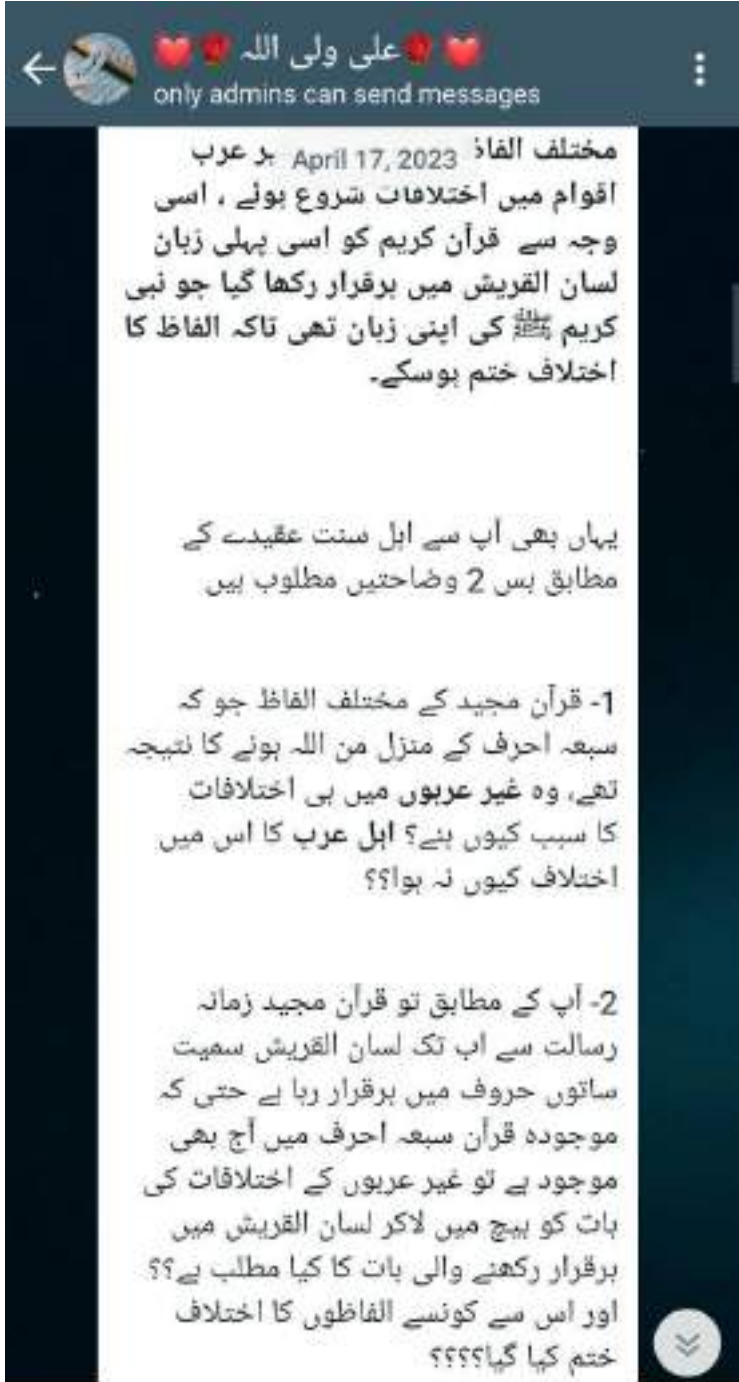 علی ولی اللہ
only admins can send messages
April 17, 2023
مختلف ... ہر عرب
اقوام میں اختلافات شروع ہوئے ، اسی
وجہ سے قرآن کریم کو اسی پہلی زبان
لسان القریش میں برقرار رکھا گیا جو نبی
کریم ﷺ کی اپنی زبان تھی تاکہ الفاظ کا
اختلاف ختم ہوسکے۔
یہاں بھی آپ سے اہل سنت عقیدے کے
مطابق بس 2 وضاحتیں مطلوب ہیں
1- قرآن مجید کے مختلف الفاظ جو کہ
سبعہ احرف کے منزل من اللہ ہونے کا نتیجہ
تھے، وہ غیر عربوں میں ہی اختلافات
کا سبب کیوں بنے؟ اہل عرب کا اس میں
اختلاف کیوں نہ ہوا؟؟
2- آپ کے مطابق تو قرآن مجید زمانہ
رسالت سے اب تک لسان القریش سمیت
ساتوں حروف میں برقرار رہا ہے حتی کہ
موجودہ قرآن سبعہ احرف میں آج بھی
موجود ہے تو غیر عربوں کے اختلافات کی
بات کو بیچ میں لاکر لسان القریش میں
برقرار رکھنے والی بات کا کیا مطلب ہے؟؟
اور اس سے کونسے الفاظوں کا اختلاف
ختم کیا گیا؟؟؟؟